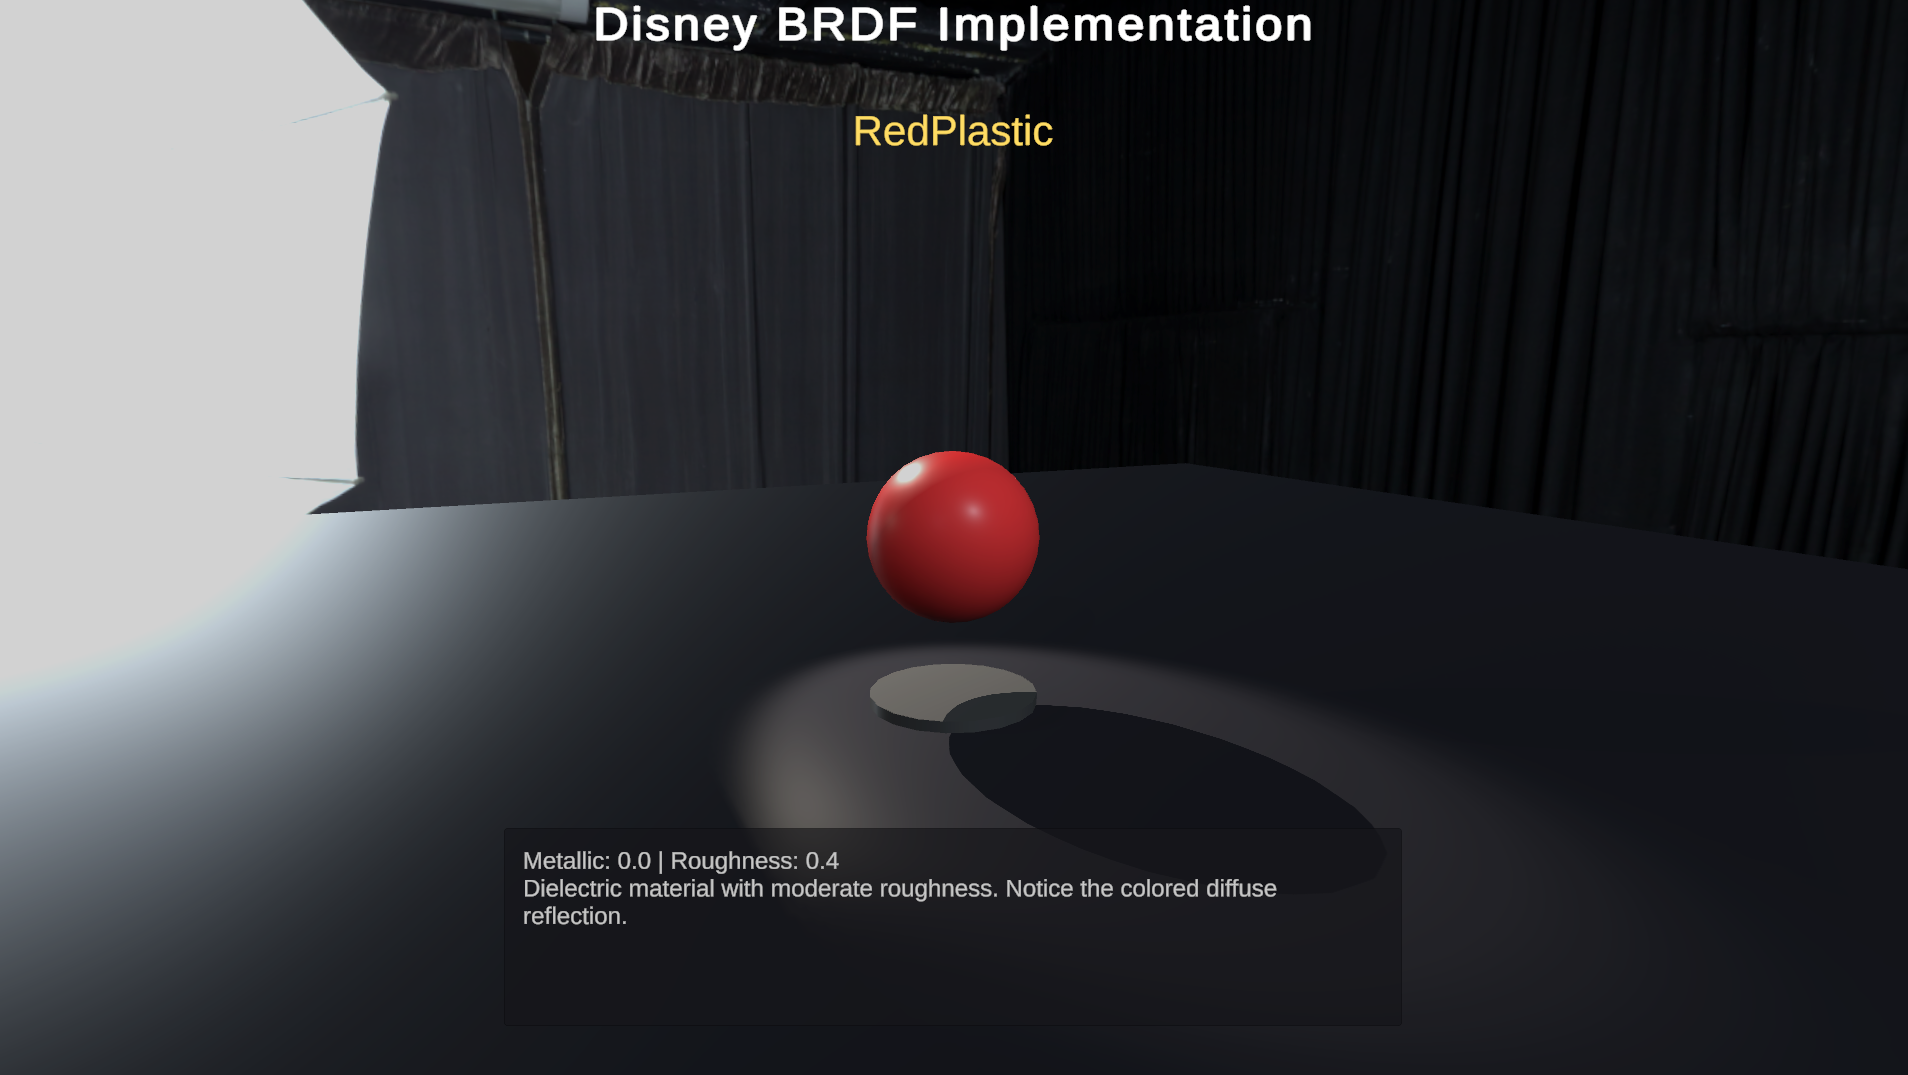 Disney BRDF Implementation
RedPlastic
Metallic: 0.0 | Roughness: 0.4
Dielectric material with moderate roughness. Notice the colored diffuse
reflection.